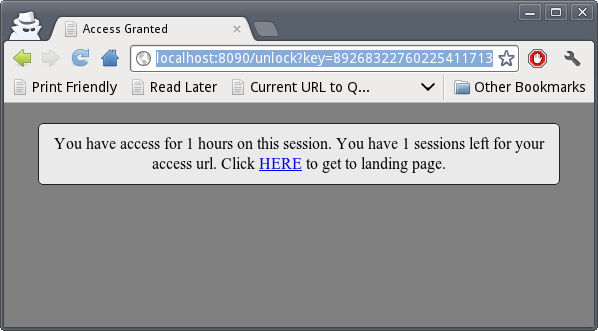 Access Granted
localhost:8090/unlock?key=89268322760225411713
Print Friendly Read Later Current URL to Q... Other Bookmarks
You have access for 1 hours on this session. You have 1 sessions left for your
access url. Click HERE to get to landing page.